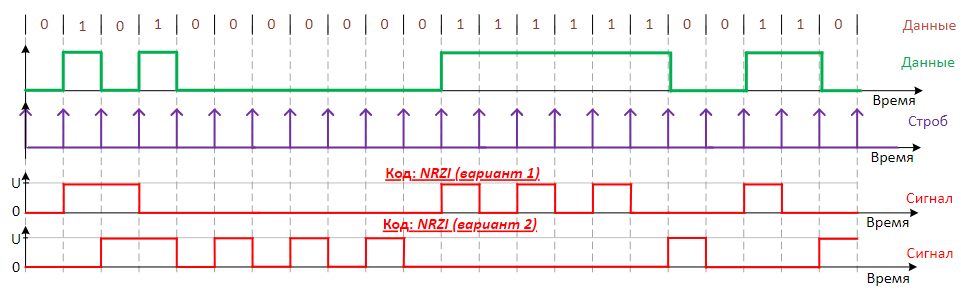 0 1 0 1 0 0 0 0 0 0 0 1 1 1 1 1 1 0 0 1 1 0 Данные
Данные
Время
Строб
Время
Код: NRZI (вариант 1)
U
0
Сигнал
Время
Код: NRZI (вариант 2)
U
0
Сигнал
Время